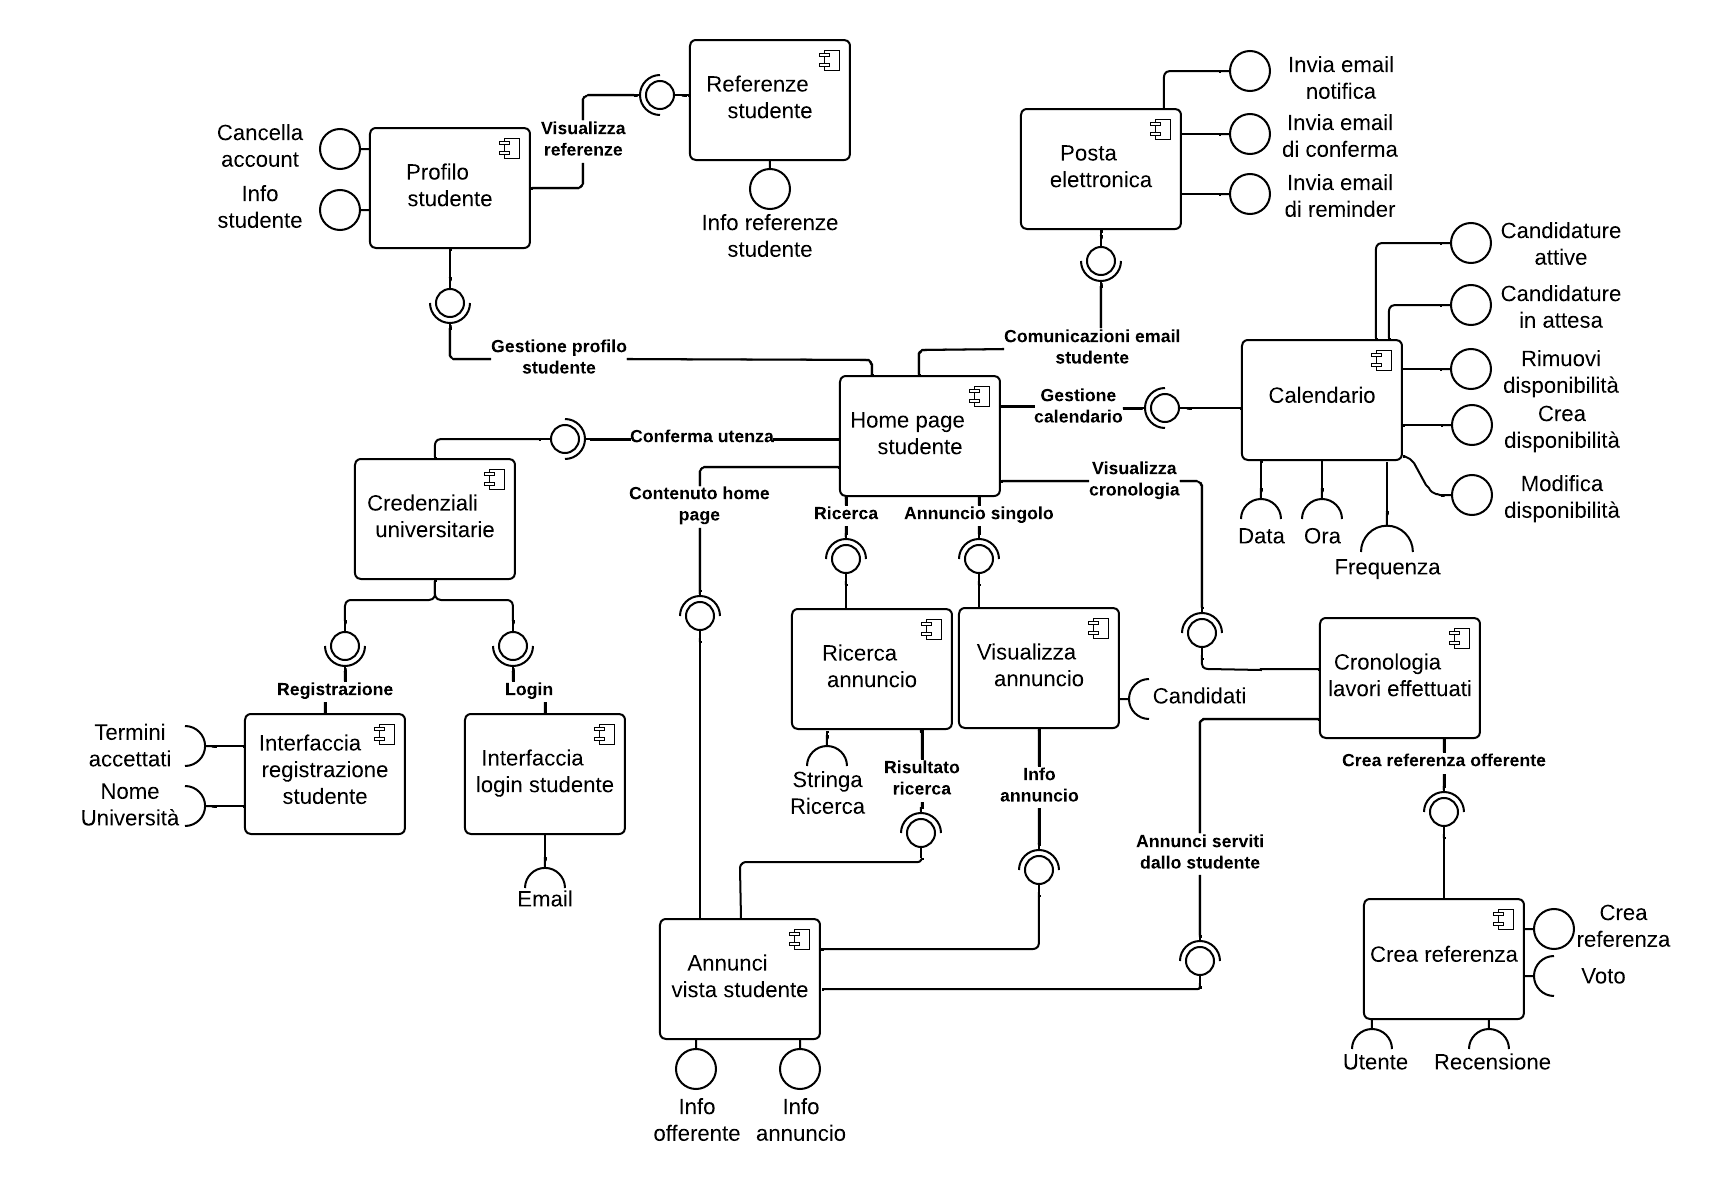 Referenze
studente
Invia email
notifica
Cancella
account
Visualizza
referenze
Invia email
di conferma
Profilo
studente
Posta
elettronica
Info
studente
Invia email
di reminder
Info referenze
studente
Candidature
attive
Candidature
in attesa
Gestione profilo
studente
Comunicazioni email
studente
Rimuovi
disponibilità
Gestione
calendario
Calendario
Home page
studente
Crea
disponibilità
Conferma utenza
Visualizza
cronologia
Modifica
disponibilità
Contenuto home
page
Credenziali
universitarie
Ricerca
Annuncio singolo
Data
Ora
Frequenza
Ricerca
annuncio
Visualizza
annuncio
Candidati
Cronologia
lavori effettuati
Registrazione
Login
Termini
accettati
Nome
Università
Interfaccia
registrazione
studente
Interfaccia
login studente
Stringa
Ricerca
Risultato
ricerca
Info
annuncio
Crea referenza offerente
Annunci serviti
dallo studente
Email
Annunci
vista studente
Crea referenza
Crea
referenza
Voto
Utente
Recensione
Info
offerente
Info
annuncio